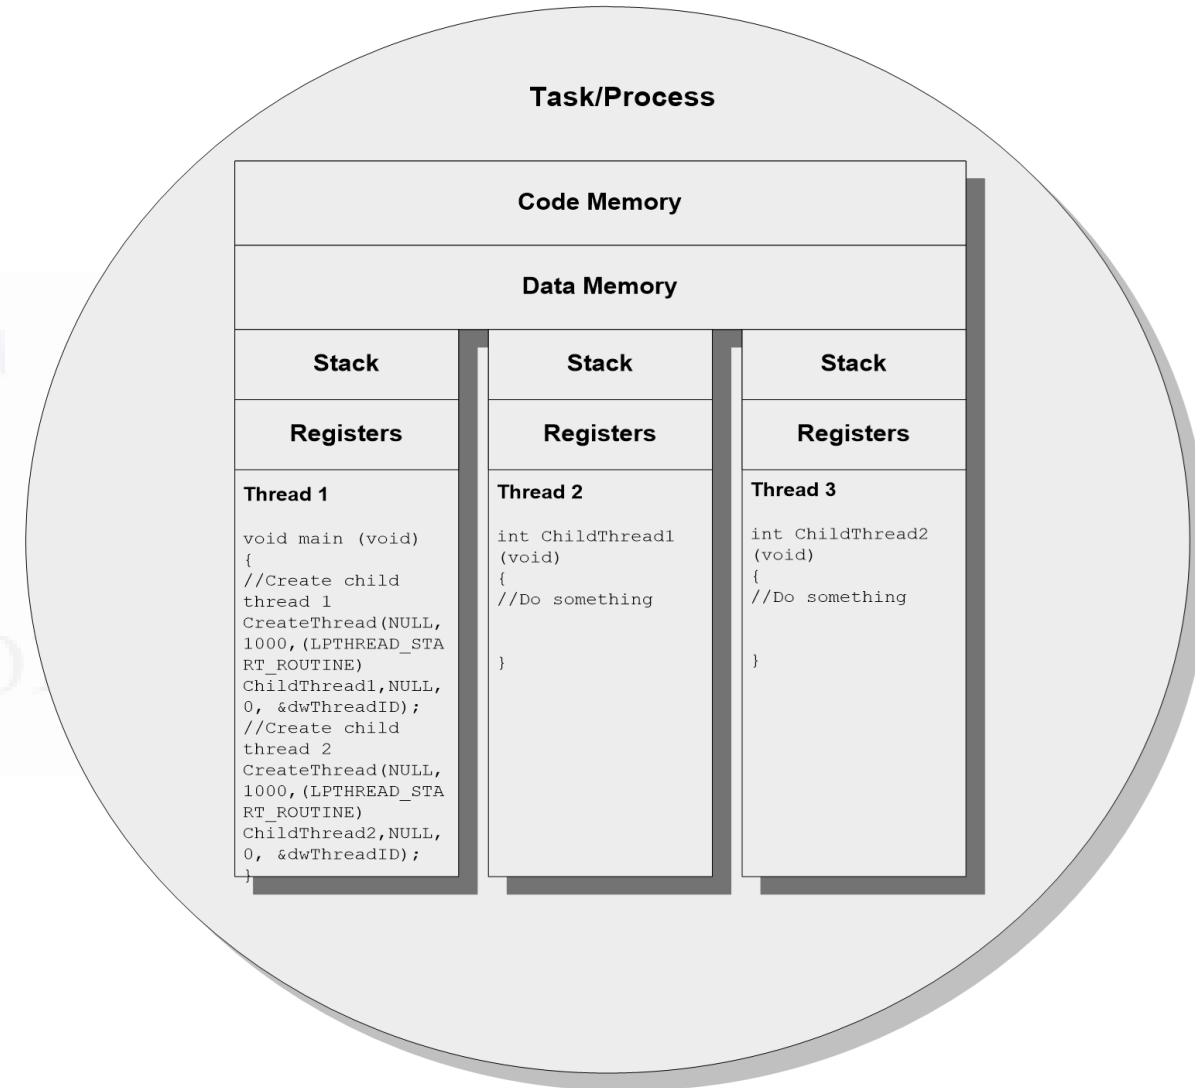 Task/Process
Code Memory
Data Memory
Stack
Registers
Thread 1
void main (void)
{
//Create child
thread 1
CreateThread(NULL,
1000,(LPTHREAD_STA
RT_ROUTINE)
ChildThread1,NULL,
0, &dwThreadID);
//Create child
thread 2
CreateThread(NULL,
1000,(LPTHREAD_STA
RT_ROUTINE)
ChildThread2,NULL,
0, &dwThreadID);
}
Stack
Registers
Thread 2
int ChildThread1
(void)
{
//Do something
}
Stack
Registers
Thread 3
int ChildThread2
(void)
{
//Do something
}